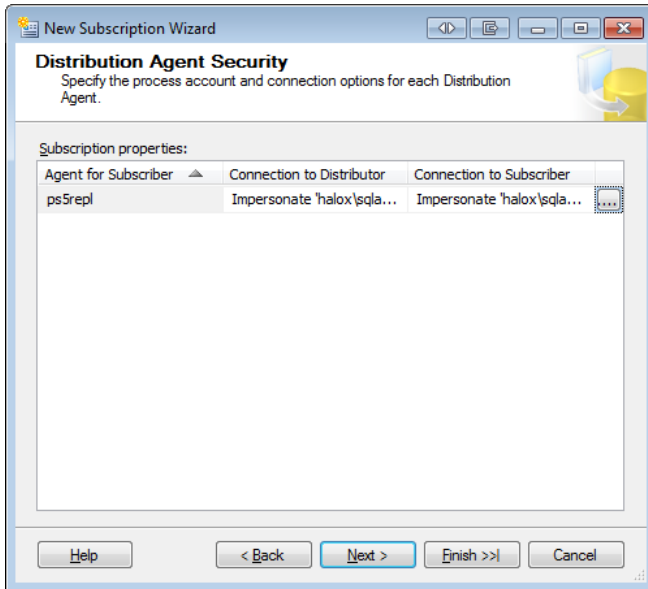 New Subscription Wizard
Distribution Agent Security
Specify the process account and connection options for each Distribution
Agent.
Subscription properties:
Agent for Subscriber Connection to Distributor Connection to Subscriber
ps5repl Impersonate 'halox\sqla... Impersonate 'halox\sqla... ...
Help < Back Next > Finish >>| Cancel